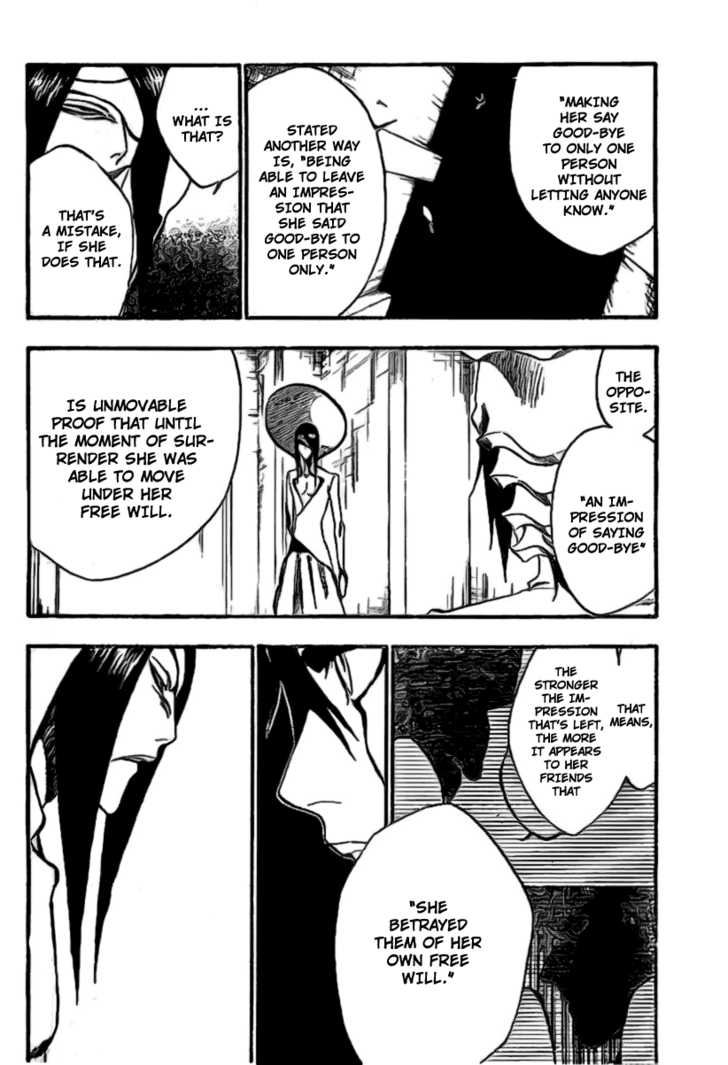 "MAKING
HER SAY
GOOD-BYE
TO ONLY ONE
PERSON
WITHOUT
LETTING ANYONE
KNOW."
STATED
ANOTHER WAY
IS, "BEING
ABLE TO LEAVE
AN IMPRES-
SION THAT
SHE SAID
GOOD-BYE TO
ONE PERSON
ONLY."
...
WHAT IS
THAT?
THAT'S
A MISTAKE,
IF SHE
DOES THAT.
THE
OPPO-
SITE.
"AN IM-
PRESSION
OF SAYING
GOOD-BYE"
IS UNMOVABLE
PROOF THAT UNTIL
THE MOMENT OF SUR-
RENDER SHE WAS
ABLE TO MOVE
UNDER HER
FREE WILL.
THAT
MEANS,
THE
STRONGER
THE IM-
PRESSION
THAT'S LEFT,
THE MORE
IT APPEARS
TO HER
FRIENDS
THAT
"SHE
BETRAYED
THEM OF HER
OWN FREE
WILL."